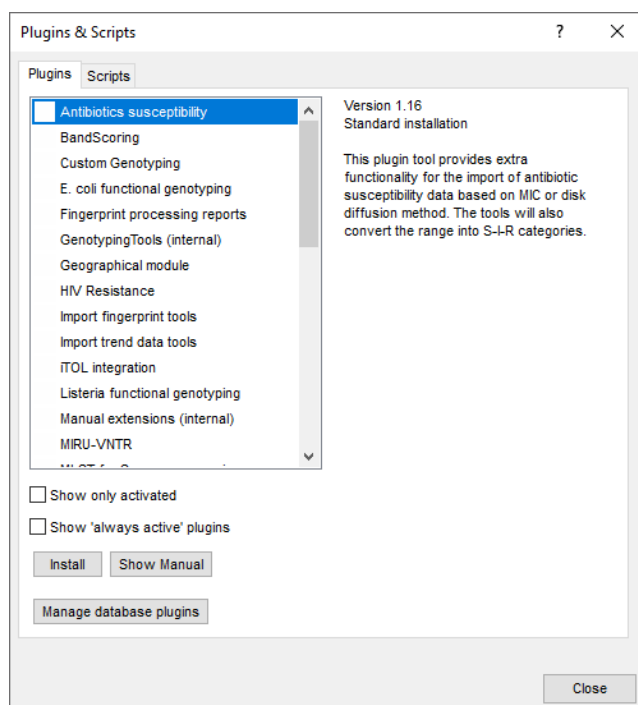 Plugins & Scripts
Plugins Scripts
Antibiotics susceptibility
BandScoring
Custom Genotyping
E. coli functional genotyping
Fingerprint processing reports
GenotypingTools (internal)
Geographical module
HIV Resistance
Import fingerprint tools
Import trend data tools
iTOL integration
Listeria functional genotyping
Manual extensions (internal)
MIRU-VNTR
Version 1.16
Standard installation
This plugin tool provides extra
functionality for the import of antibiotic
susceptibility data based on MIC or disk
diffusion method. The tools will also
convert the range into S-I-R categories.
Show only activated
Show 'always active' plugins
Install Show Manual
Manage database plugins
Close